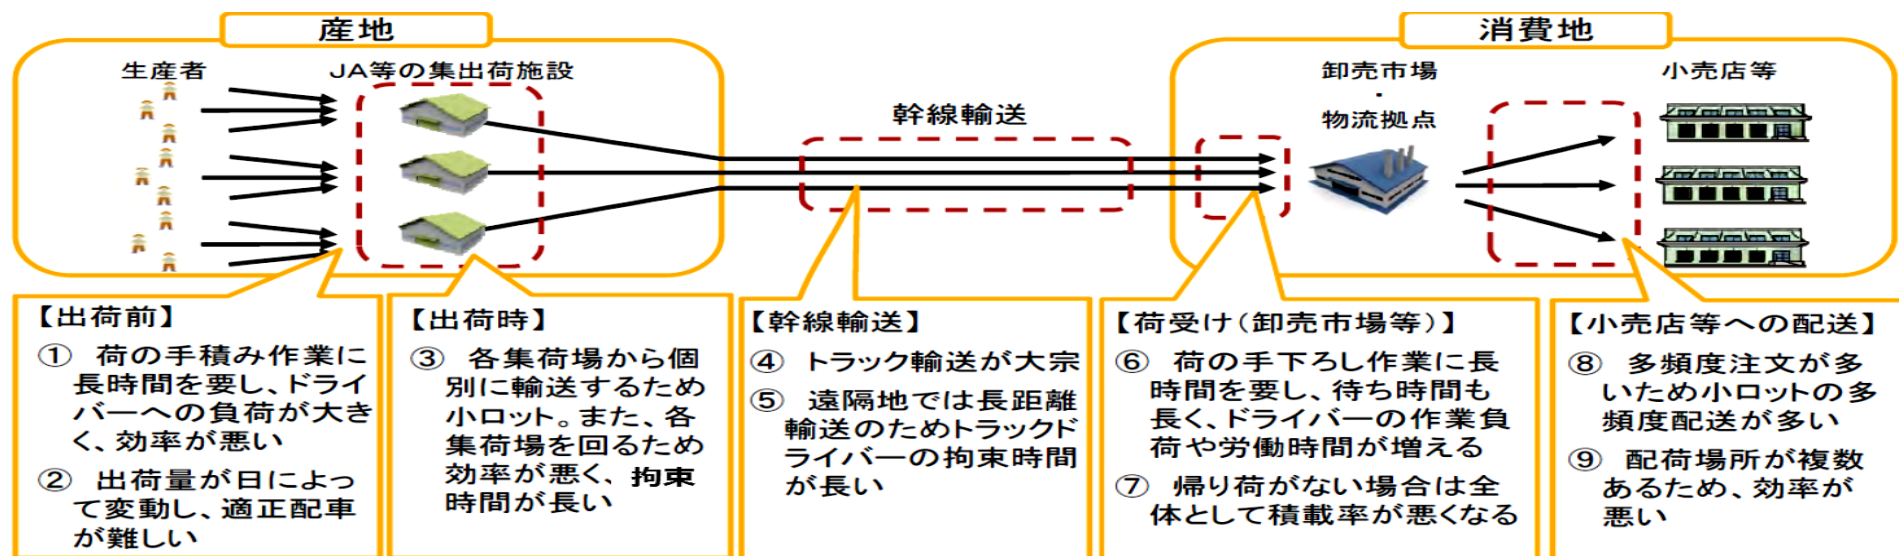 産地
消費地
生産者
JA等の集出荷施設
幹線輸送
卸売市場
・
物流拠点
小売店等
【出荷前】
① 荷の手積み作業に
長時間を要し、ドライ
バーへの負荷が大き
く、効率が悪い
② 出荷量が日によっ
て変動し、適正配車
が難しい
【出荷時】
③ 各集荷場から個
別に輸送するため
小ロット。また、各
集荷場を回るため
効率が悪く、拘束
時間が長い
【幹線輸送】
④ トラック輸送が大宗
⑤ 遠隔地では長距離
輸送のためトラックド
ライバーの拘束時間
が長い
【荷受け(卸売市場等)】
⑥ 荷の手下ろし作業に長
時間を要し、待ち時間も
長く、ドライバーの作業負
荷や労働時間が増える
⑦ 帰り荷がない場合は全
体として積載率が悪くなる
【小売店等への配送】
⑧ 多頻度注文が多
いため小ロットの多
頻度配送が多い
⑨ 配荷場所が複数
あるため、効率が
悪い